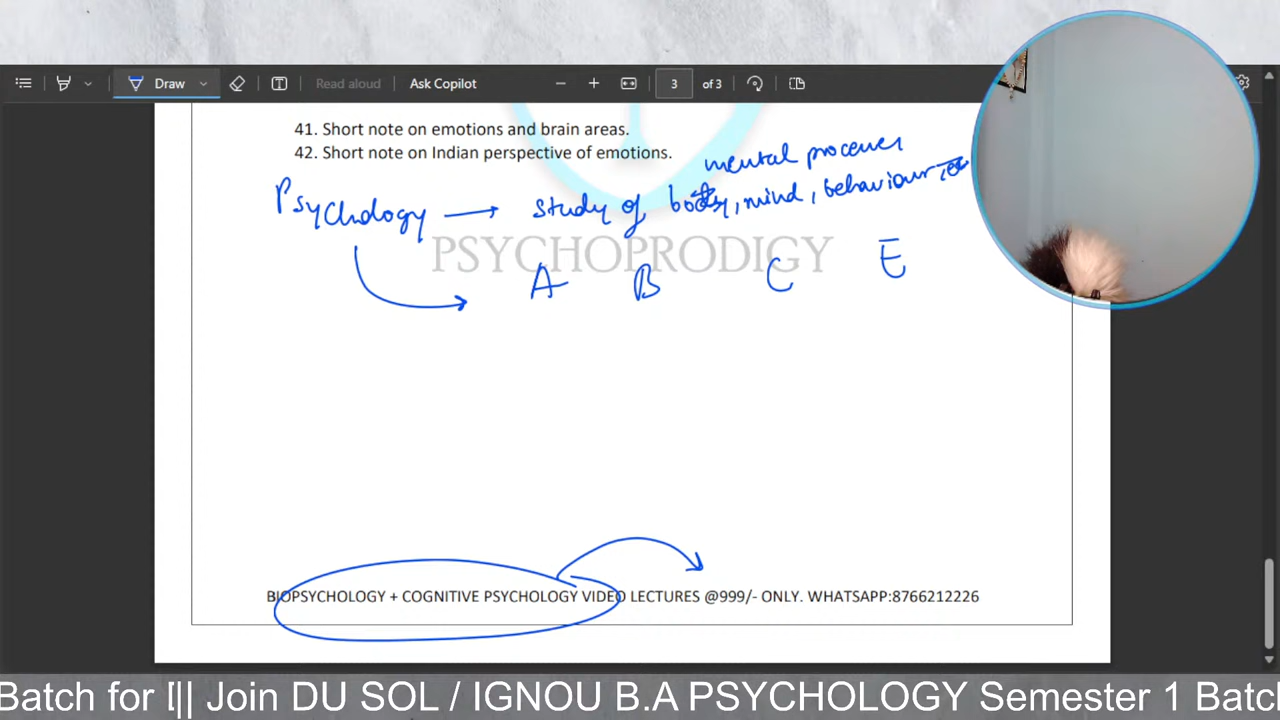 Draw
Read aloud
Ask Copilot
3 of 3
41. Short note on emotions and brain areas.
42. Short note on Indian perspective of emotions.
mental processes
Psychology → study of body, mind, behaviour,
PSYCHOPRODIGY
A B C E
BIOPSYCHOLOGY + COGNITIVE PSYCHOLOGY VIDEO LECTURES @999/- ONLY. WHATSAPP:8766212226
Batch for [|| Join DU SOL / IGNOU B.A PSYCHOLOGY Semester 1 Batc